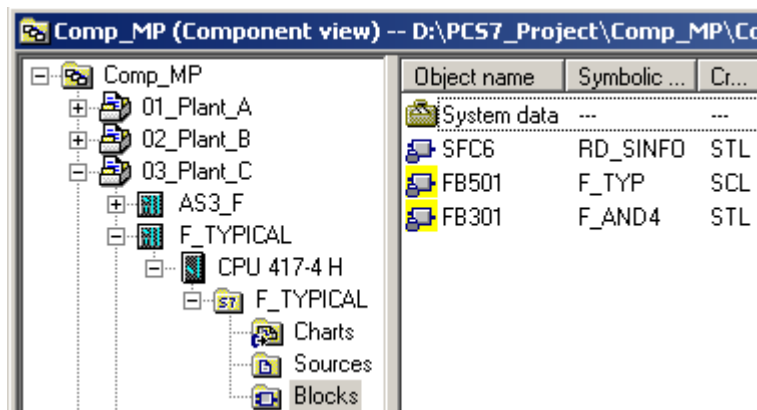 Comp_MP (Component view) -- D:\PCS7_Project\Comp_MP\Co
Comp_MP
01_Plant_A
02_Plant_B
03_Plant_C
AS3_F
F_TYPICAL
CPU 417-4 H
S7 F_TYPICAL
Charts
Sources
Blocks
Object name Symbolic ... Cr...
System data --- ---
SFC6 RD_SINFO STL
FB501 F_TYP SCL
FB301 F_AND4 STL